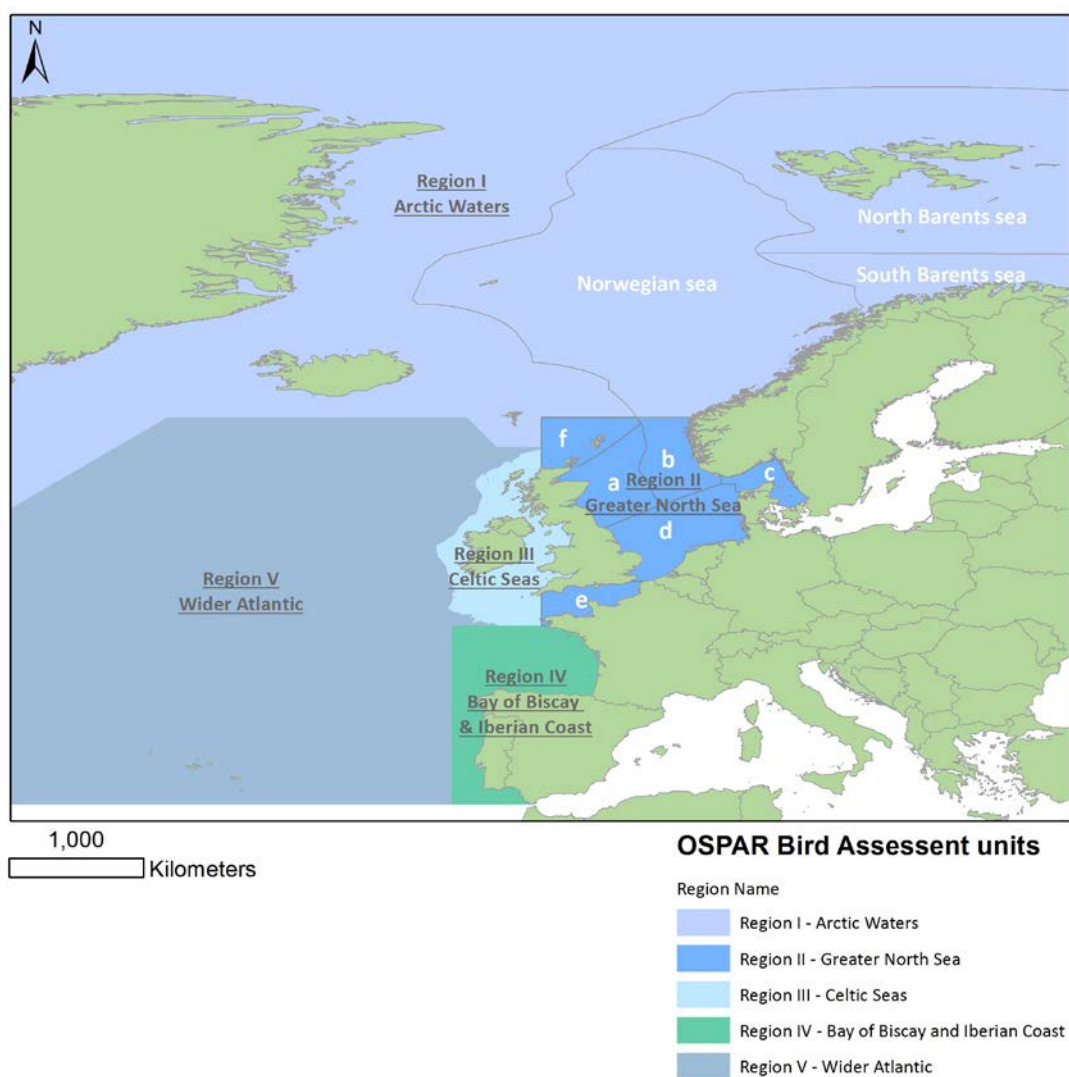 N
Region I
Arctic Waters
North Barents sea
South Barents sea
Norwegian sea
f
b
c
a
Region II
Greater North Sea
d
Region III
Celtic Seas
Region V
Wider Atlantic
e
Region IV
Bay of Biscay
& Iberian Coast
1,000
Kilometers
OSPAR Bird Assessent units
Region Name
Region I - Arctic Waters
Region II - Greater North Sea
Region III - Celtic Seas
Region IV - Bay of Biscay and Iberian Coast
Region V - Wider Atlantic